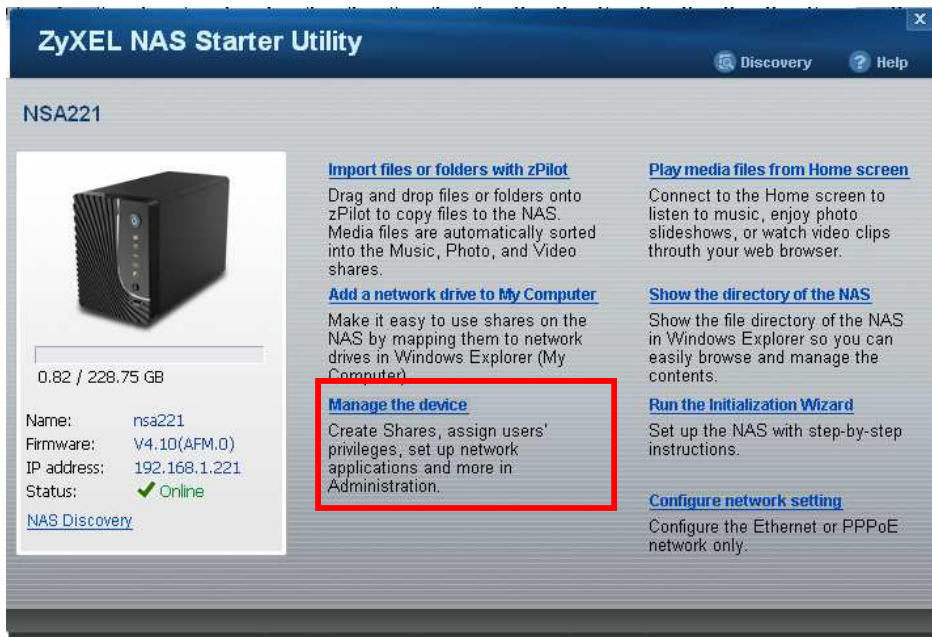 ZyXEL NAS Starter Utility
Discovery
Help
NSA221
0.82 / 228.75 GB
Name: nsa221
Firmware: V4.10(AFM.0)
IP address: 192.168.1.221
Status: Online
NAS Discovery
Import files or folders with zPilot
Drag and drop files or folders onto
zPilot to copy files to the NAS.
Media files are automatically sorted
into the Music, Photo, and Video
shares.
Add a network drive to My Computer
Make it easy to use shares on the
NAS by mapping them to network
drives in Windows Explorer (My
Computer)
Manage the device
Create Shares, assign users'
privileges, set up network
applications and more in
Administration.
Play media files from Home screen
Connect to the Home screen to
listen to music, enjoy photo
slideshows, or watch video clips
throuth your web browser.
Show the directory of the NAS
Show the file directory of the NAS
in Windows Explorer so you can
easily browse and manage the
contents.
Run the Initialization Wizard
Set up the NAS with step-by-step
instructions.
Configure network setting
Configure the Ethernet or PPPoE
network only.